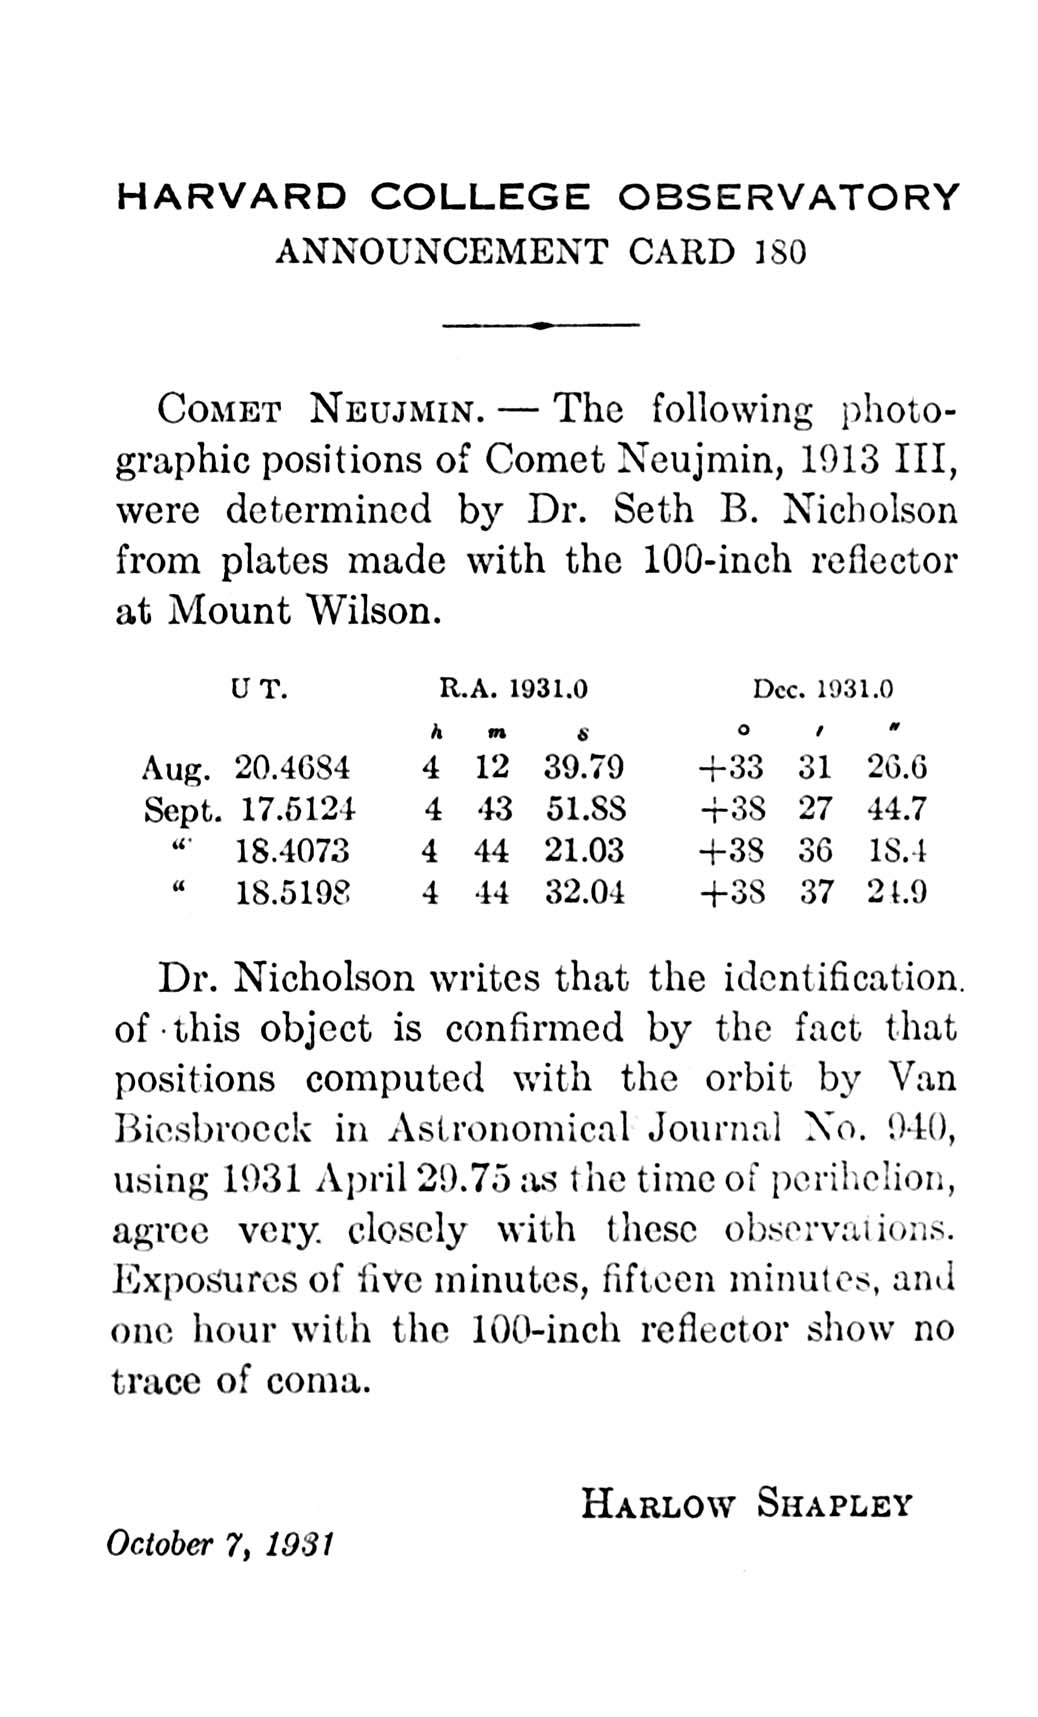 HARVARD COLLEGE OBSERVATORY
ANNOUNCEMENT CARD 180
COMET NEUJMIN. — The following photo-
graphic positions of Comet Neujmin, 1913 III,
were determined by Dr. Seth B. Nicholson
from plates made with the 100-inch reflector
at Mount Wilson.
U T. R.A. 1931.0 Dec. 1931.0
h m s ° ′ ″
Aug. 20.4684 4 12 39.79 +33 31 26.6
Sept. 17.5124 4 43 51.88 +38 27 44.7
“ 18.4073 4 44 21.03 +38 36 18.4
“ 18.5198 4 44 32.04 +38 37 24.9
Dr. Nicholson writes that the identification.
of this object is confirmed by the fact that
positions computed with the orbit by Van
Biesbroeck in Astronomical Journal No. 940,
using 1931 April 29.75 as the time of perihelion,
agree very closely with these observations.
Exposures of five minutes, fifteen minutes, and
one hour with the 100-inch reflector show no
trace of coma.
HARLOW SHAPLEY
October 7, 1931